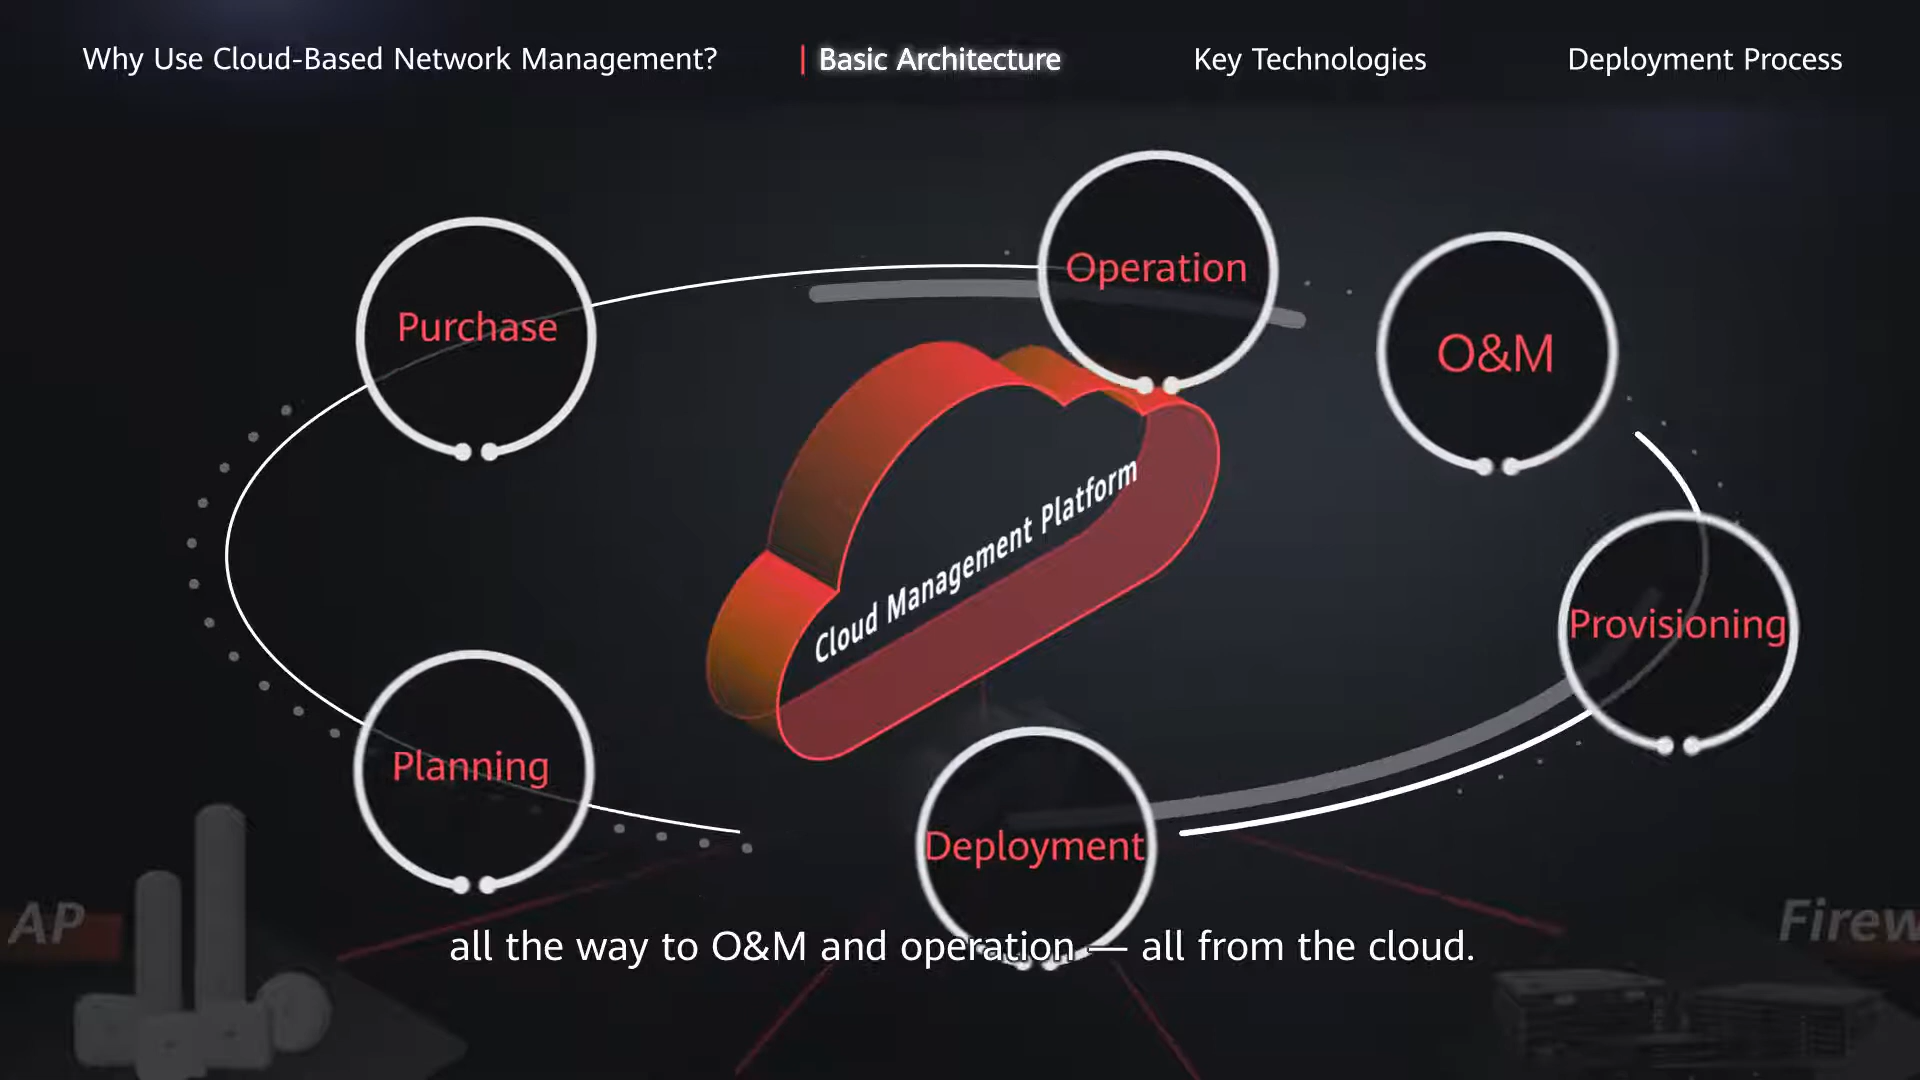 Why Use Cloud-Based Network Management?
Basic Architecture
Key Technologies
Deployment Process
Purchase
Operation
O&M
Cloud Management Platform
Provisioning
Planning
Deployment
AP
Firew
all the way to O&M and operation — all from the cloud.